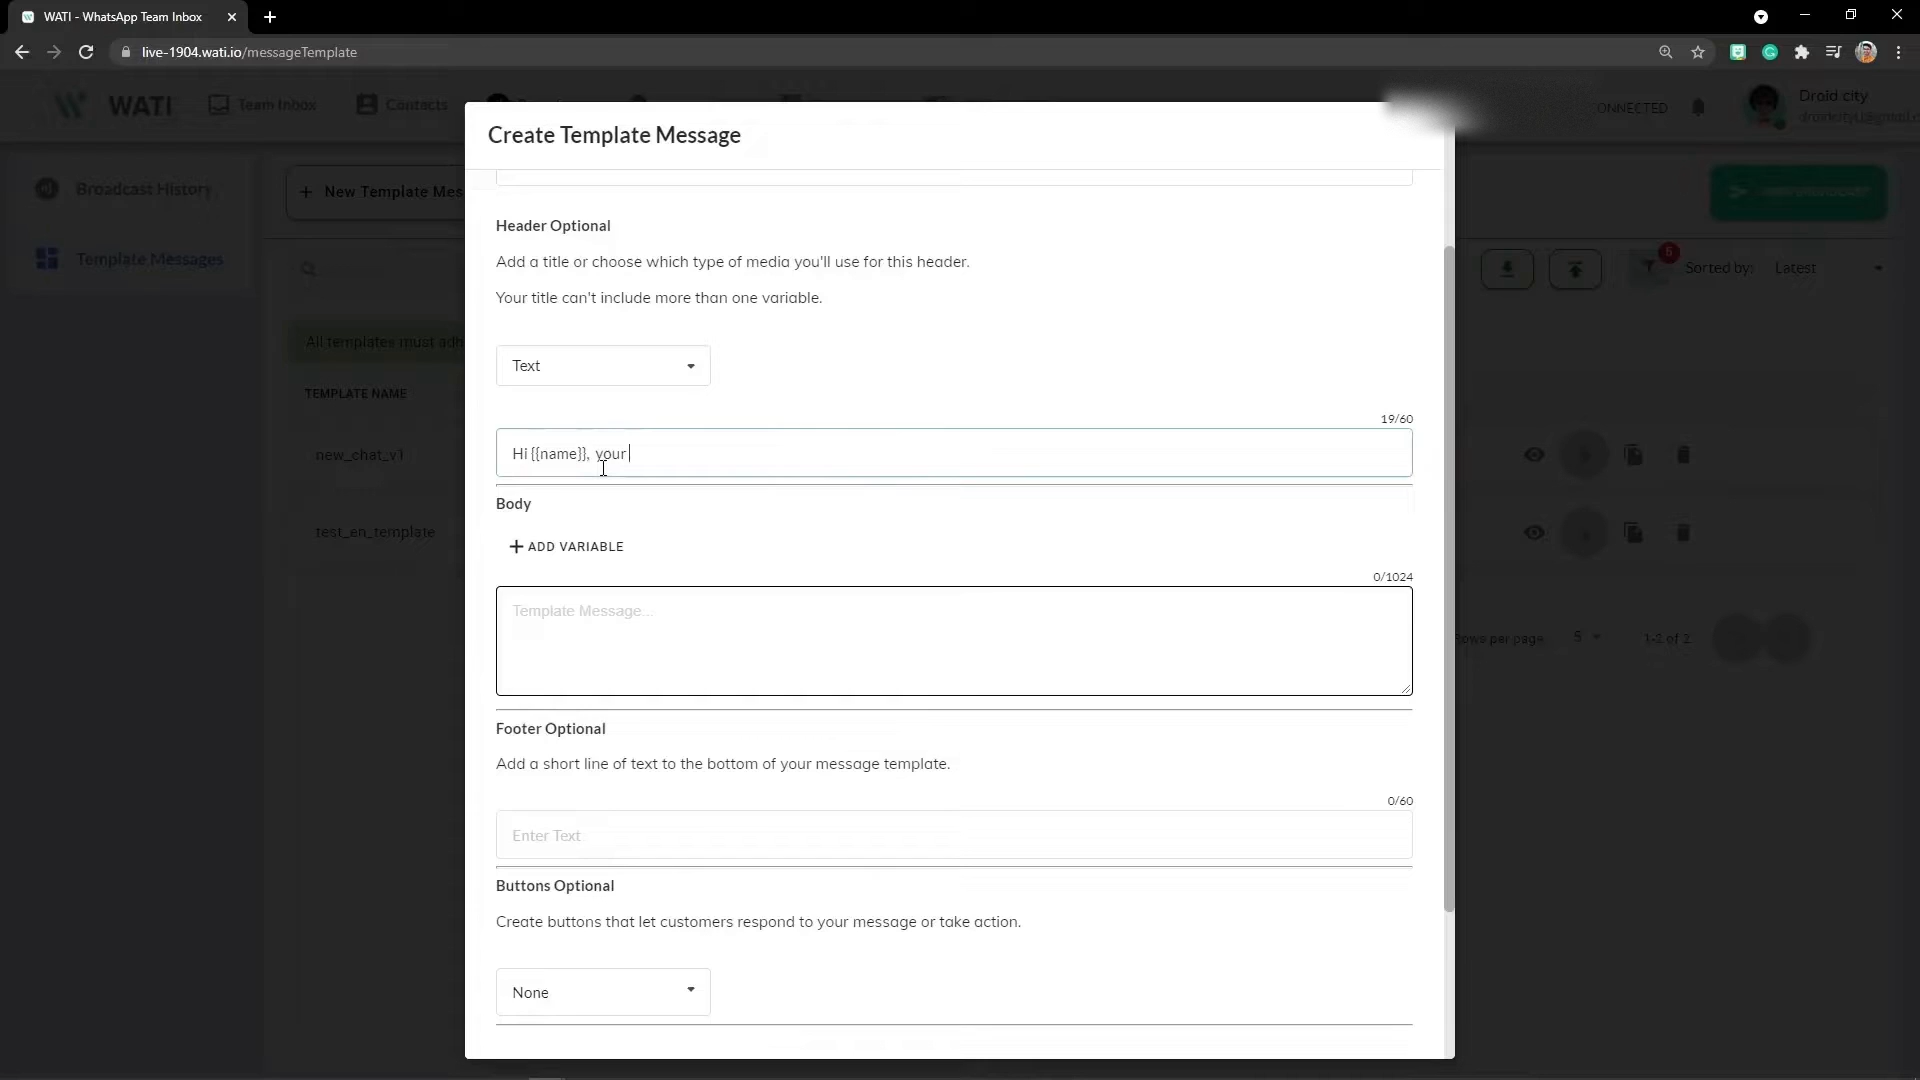 WATI - WhatsApp Team Inbox
live-1904.wati.io/messageTemplate
WATI
Team Inbox
Contacts
ONNECTED
Droid city
Create Template Message
Broadcast History
Template Messages
+ New Template Mes
Header Optional
Add a title or choose which type of media you'll use for this header.
Your title can't include more than one variable.
6
Sorted by:
Latest
All templates must adh
Text
TEMPLATE NAME
19/60
new_chat_v1
Hi {{name}}, your
Body
test_en_template
+ ADD VARIABLE
0/1024
Template Message...
Rows per page:
5
1-2 of 2
Footer Optional
Add a short line of text to the bottom of your message template.
0/60
Enter Text
Buttons Optional
Create buttons that let customers respond to your message or take action.
None